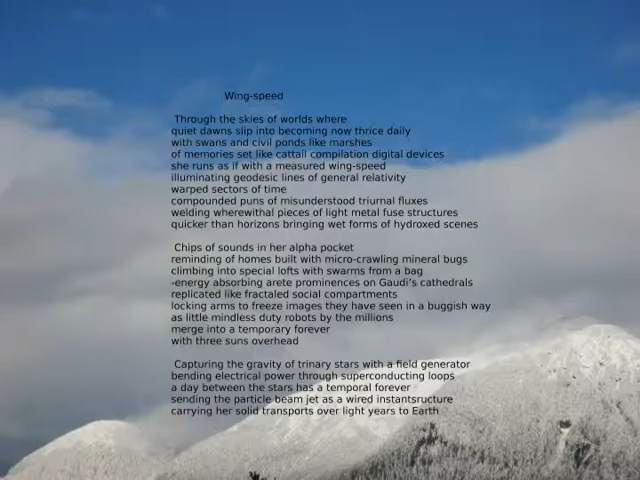 Wing-speed
Through the skies of worlds where
quiet dawns slip into becoming now thrice daily
with swans and civil ponds like marshes
of memories set like cattail compilation digital devices
she runs as if with a measured wing-speed
illuminating geodesic lines of general relativity
warped sectors of time
compounded puns of misunderstood triurnal fluxes
welding wherewithal pieces of light metal fuse structures
quicker than horizons bringing wet forms of hydroxed scenes
Chips of sounds in her alpha pocket
reminding of homes built with micro-crawling mineral bugs
climbing into special lofts with swarms from a bag
-energy absorbing arete prominences on Gaudi's cathedrals
replicated like fractaled social compartments
locking arms to freeze images they have seen in a buggish way
as little mindless duty robots by the millions
merge into a temporary forever
with three suns overhead
Capturing the gravity of trinary stars with a field generator
bending electrical power through superconducting loops
a day between the stars has a temporal forever
sending the particle beam jet as a wired instantsructure
carrying her solid transports over light years to Earth